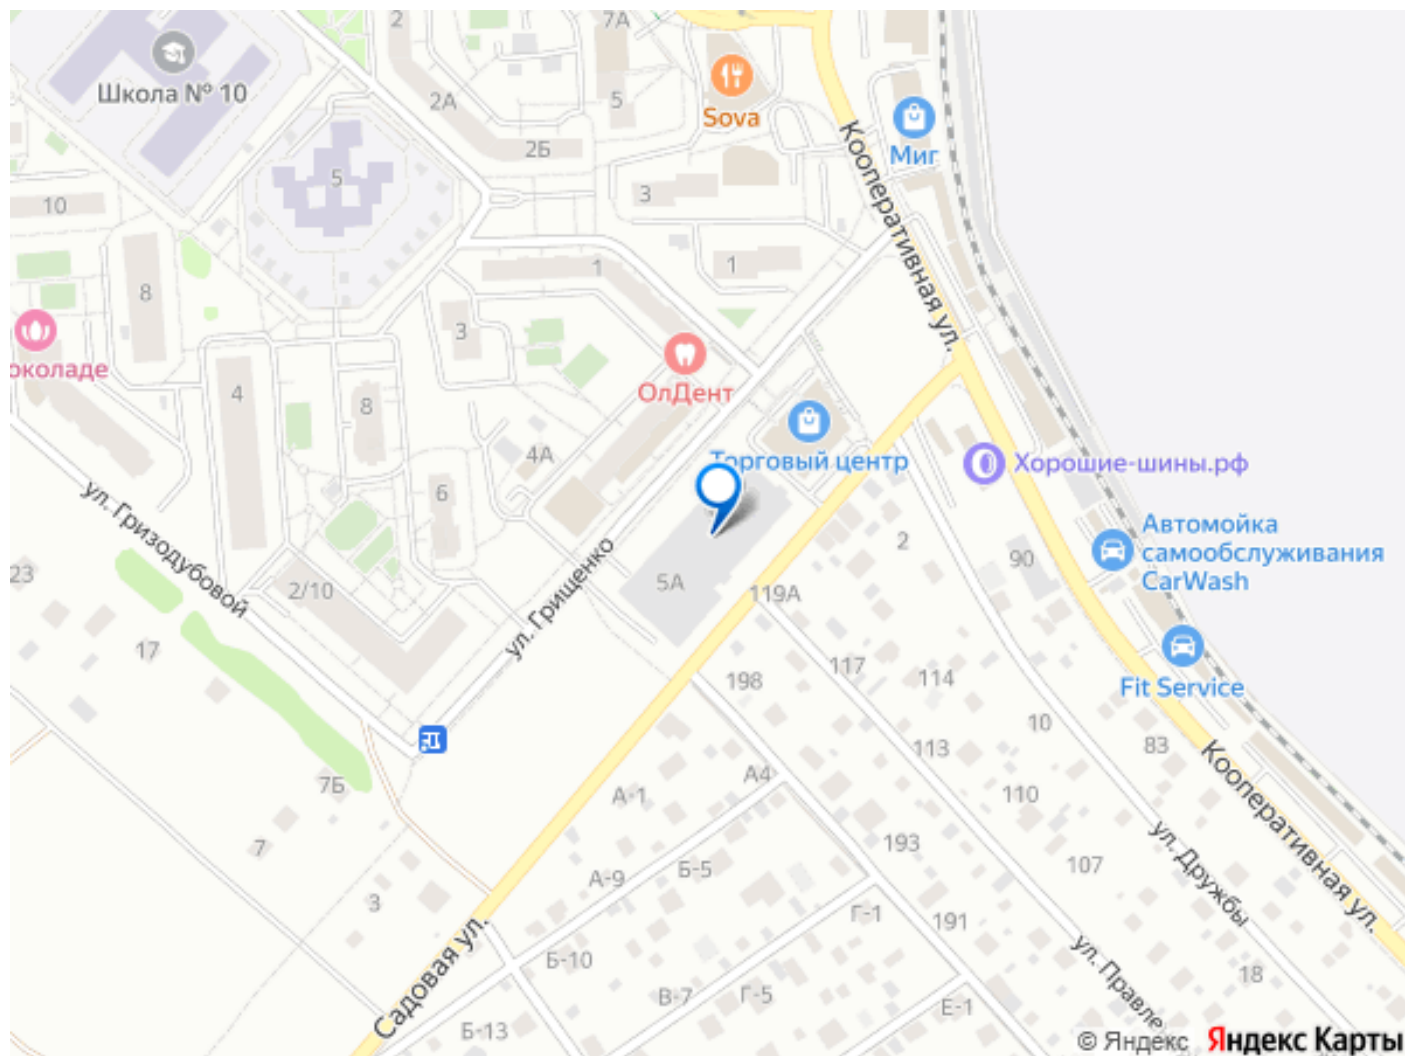 2
7А
Школа № 10
2А
5
Sova
Миг
2Б
5
3
10
Кооперативная ул.
1
1
8
3
околаде
ОлДент
4
8
4А
Торговый центр
Хорошие-шины.рф
6
ул. Гризодубовой
2
90
Автомойка
самообслуживания
CarWash
23
2/10
ул. Грищенко
5А
119А
17
198
117
114
Fit Service
10
113
83
7Б
А-1
А4
110
Кооперативная ул.
7
193
107
ул. Дружбы
А-9
Б-5
3
Г-1
191
Садовая ул.
Б-10
ул. Правле
18
В-7
Г-5
Е-1
Б-13
© Яндекс
Яндекс Карты